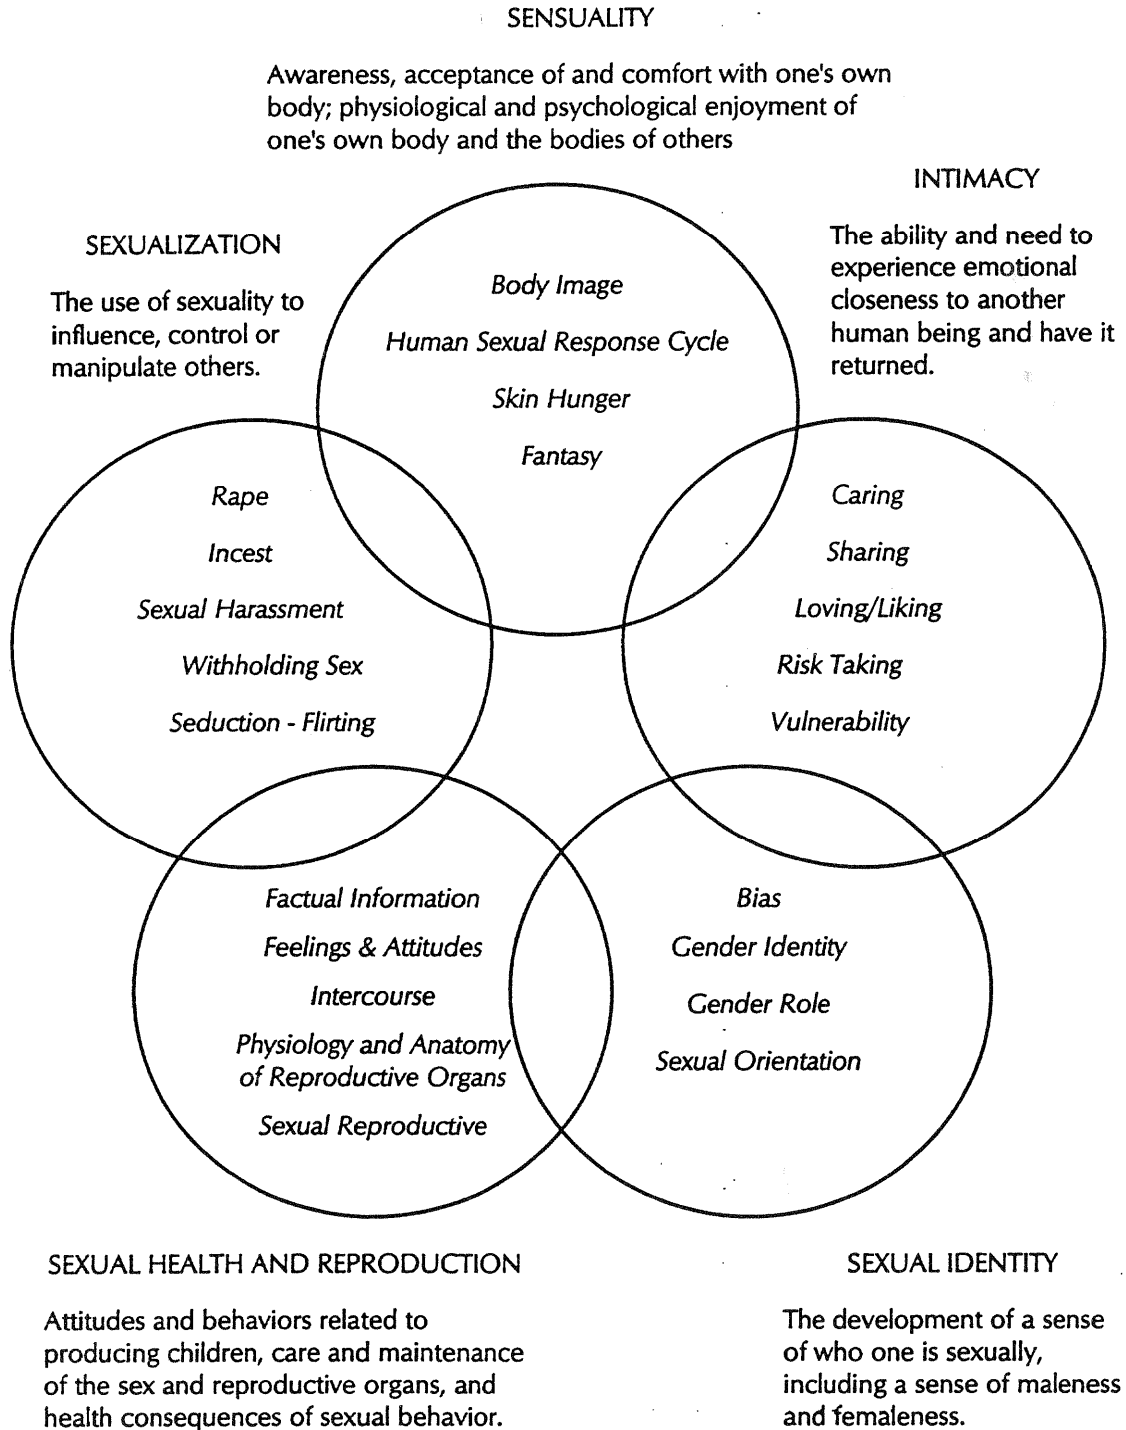 SENSUALITY
Awareness, acceptance of and comfort with one's own
body; physiological and psychological enjoyment of
one's own body and the bodies of others
INTIMACY
The ability and need to
experience emotional
closeness to another
human being and have it
returned.
SEXUALIZATION
The use of sexuality to
influence, control or
manipulate others.
Body Image
Human Sexual Response Cycle
Skin Hunger
Fantasy
Rape
Incest
Sexual Harassment
Withholding Sex
Seduction - Flirting
Caring
Sharing
Loving/Liking
Risk Taking
Vulnerability
Factual Information
Feelings & Attitudes
Intercourse
Physiology and Anatomy
of Reproductive Organs
Sexual Reproductive
Bias
Gender Identity
Gender Role
Sexual Orientation
SEXUAL HEALTH AND REPRODUCTION
Attitudes and behaviors related to
producing children, care and maintenance
of the sex and reproductive organs, and
health consequences of sexual behavior.
SEXUAL IDENTITY
The development of a sense
of who one is sexually,
including a sense of maleness
and femaleness.